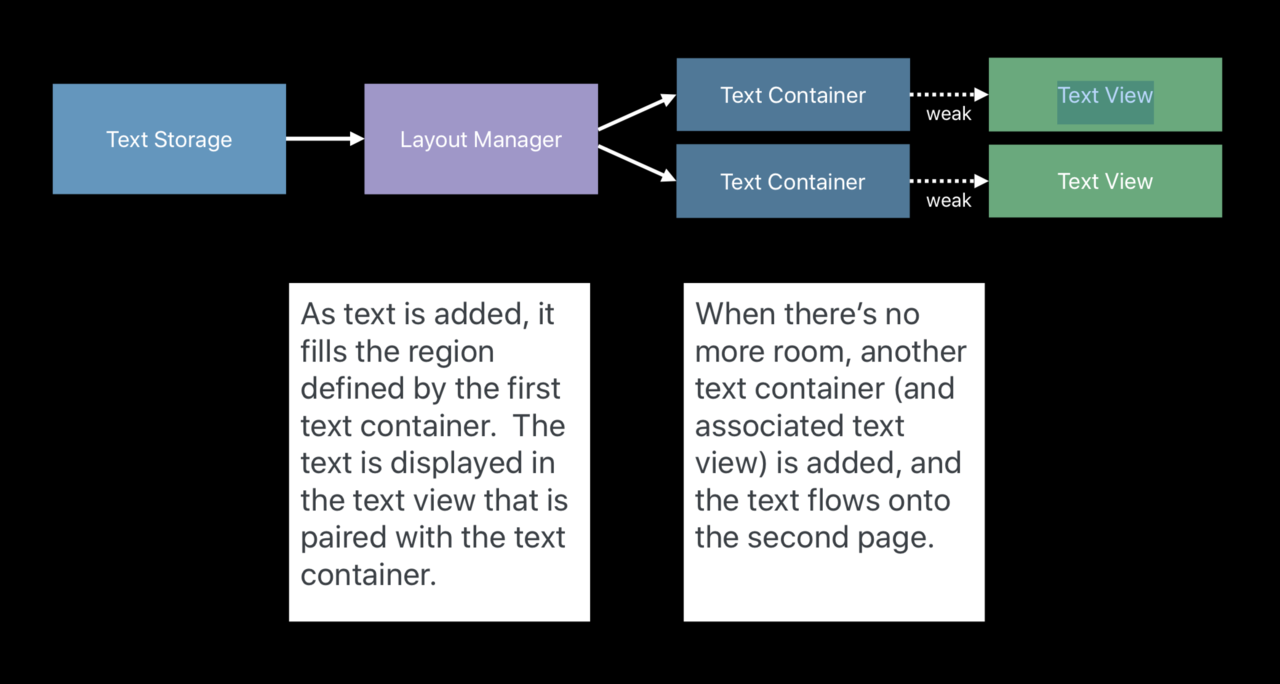 Text Storage
Layout Manager
Text Container
weak
Text View
Text Container
weak
Text View
As text is added, it
fills the region
defined by the first
text container.  The
text is displayed in
the text view that is
paired with the text
container.
When there’s no
more room, another
text container (and
associated text
view) is added, and
the text flows onto
the second page.